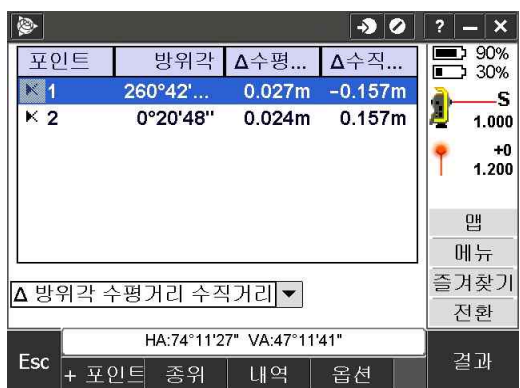 ? – ×
포인트 방위각 Δ수평... Δ수직...
1 260°42'... 0.027m -0.157m
2 0°20'48" 0.024m 0.157m
90%
30%
S
1.000
+0
1.200
맵
메뉴
즐겨찾기
전환
Δ 방위각 수평거리 수직거리
HA:74°11'27" VA:47°11'41"
Esc + 포인트 종위 내역 옵션 결과